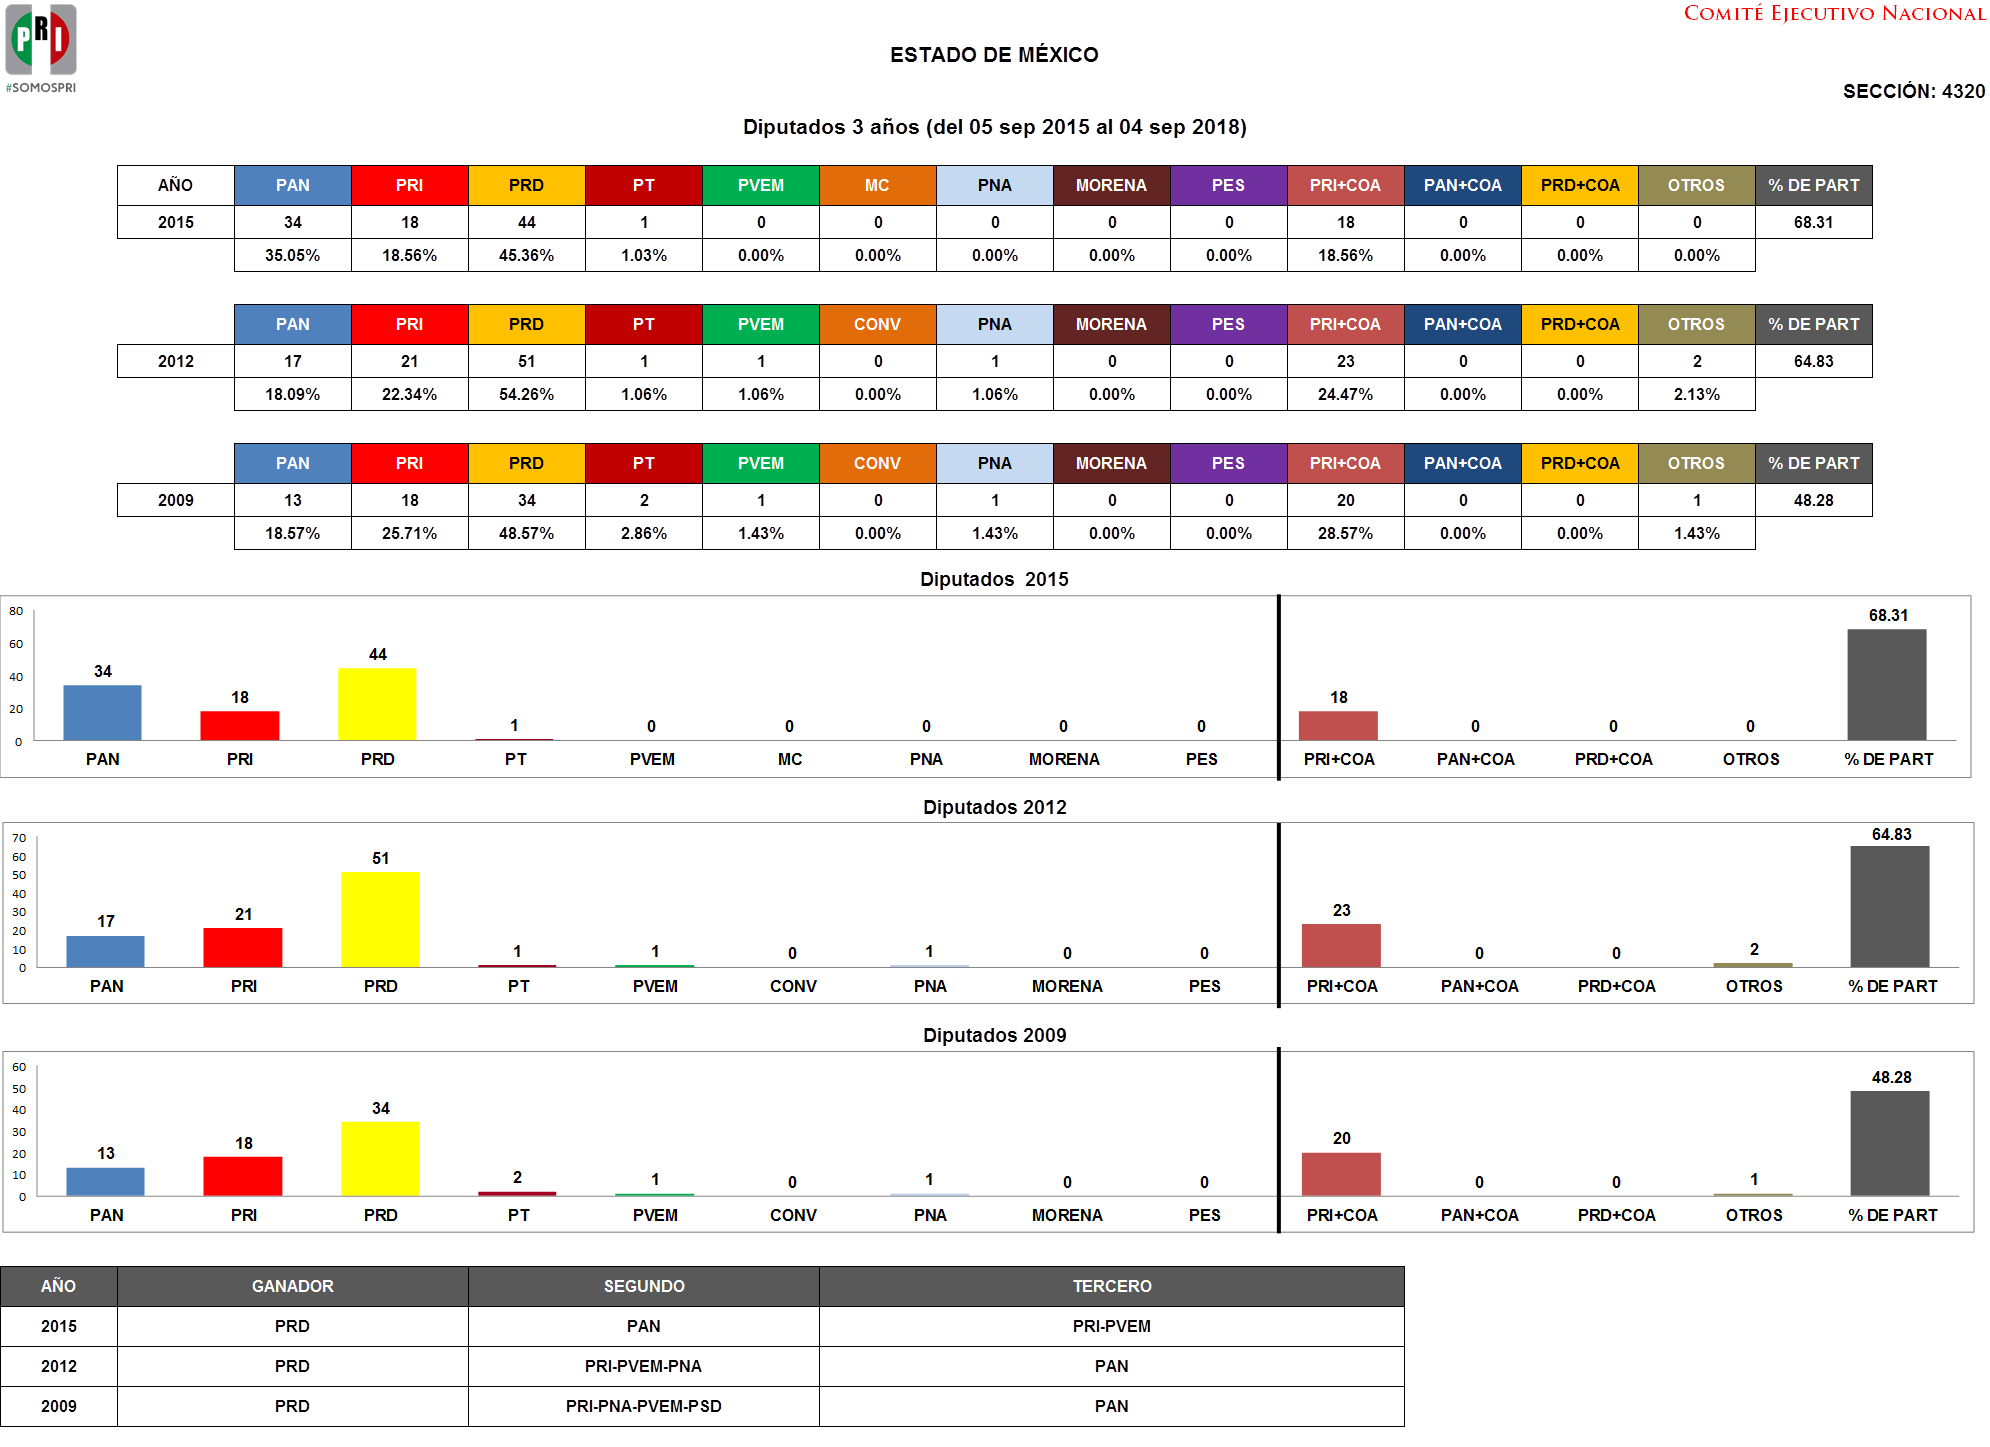 PRI
#SOMOSPRI
COMITÉ EJECUTIVO NACIONAL
ESTADO DE MÉXICO
SECCIÓN: 4320
Diputados 3 años (del 05 sep 2015 al 04 sep 2018)
AÑO PAN PRI PRD PT PVEM MC PNA MORENA PES PRI+COA PAN+COA PRD+COA OTROS % DE PART
2015 34 18 44 1 0 0 0 0 0 18 0 0 0 68.31
35.05% 18.56% 45.36% 1.03% 0.00% 0.00% 0.00% 0.00% 0.00% 18.56% 0.00% 0.00% 0.00%
PAN PRI PRD PT PVEM CONV PNA MORENA PES PRI+COA PAN+COA PRD+COA OTROS % DE PART
2012 17 21 51 1 1 0 1 0 0 23 0 0 2 64.83
18.09% 22.34% 54.26% 1.06% 1.06% 0.00% 1.06% 0.00% 0.00% 24.47% 0.00% 0.00% 2.13%
PAN PRI PRD PT PVEM CONV PNA MORENA PES PRI+COA PAN+COA PRD+COA OTROS % DE PART
2009 13 18 34 2 1 0 1 0 0 20 0 0 1 48.28
18.57% 25.71% 48.57% 2.86% 1.43% 0.00% 1.43% 0.00% 0.00% 28.57% 0.00% 0.00% 1.43%
Diputados 2015
80
60
40
20
0
34 18 44 1 0 0 0 0 0 18 0 0 0 68.31
PAN PRI PRD PT PVEM MC PNA MORENA PES PRI+COA PAN+COA PRD+COA OTROS % DE PART
Diputados 2012
70
60
50
40
30
20
10
0
17 21 51 1 1 0 1 0 0 23 0 0 2 64.83
PAN PRI PRD PT PVEM CONV PNA MORENA PES PRI+COA PAN+COA PRD+COA OTROS % DE PART
Diputados 2009
60
50
40
30
20
10
0
13 18 34 2 1 0 1 0 0 20 0 0 1 48.28
PAN PRI PRD PT PVEM CONV PNA MORENA PES PRI+COA PAN+COA PRD+COA OTROS % DE PART
AÑO GANADOR SEGUNDO TERCERO
2015 PRD PAN PRI-PVEM
2012 PRD PRI-PVEM-PNA PAN
2009 PRD PRI-PNA-PVEM-PSD PAN